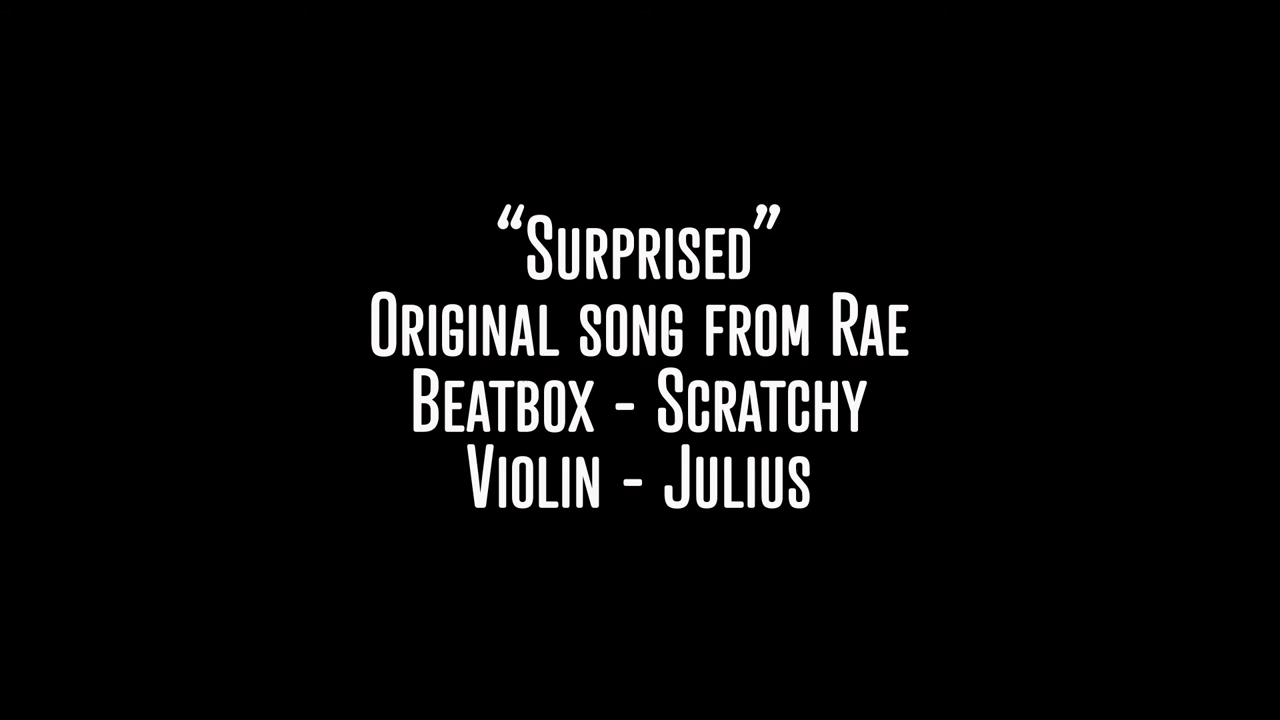 “Surprised”
Original song from Rae
Beatbox - Scratchy
Violin - Julius